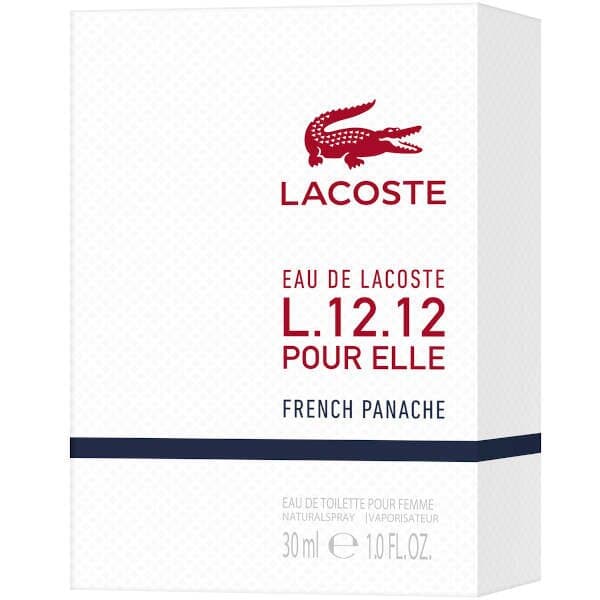 LACOSTE
EAU DE LACOSTE
L.12.12
POUR ELLE
FRENCH PANACHE
EAU DE TOILETTE POUR FEMME
NATURALSPRAY |VAPORISATEUR
30 ml ℮ 1.0 FL.OZ.